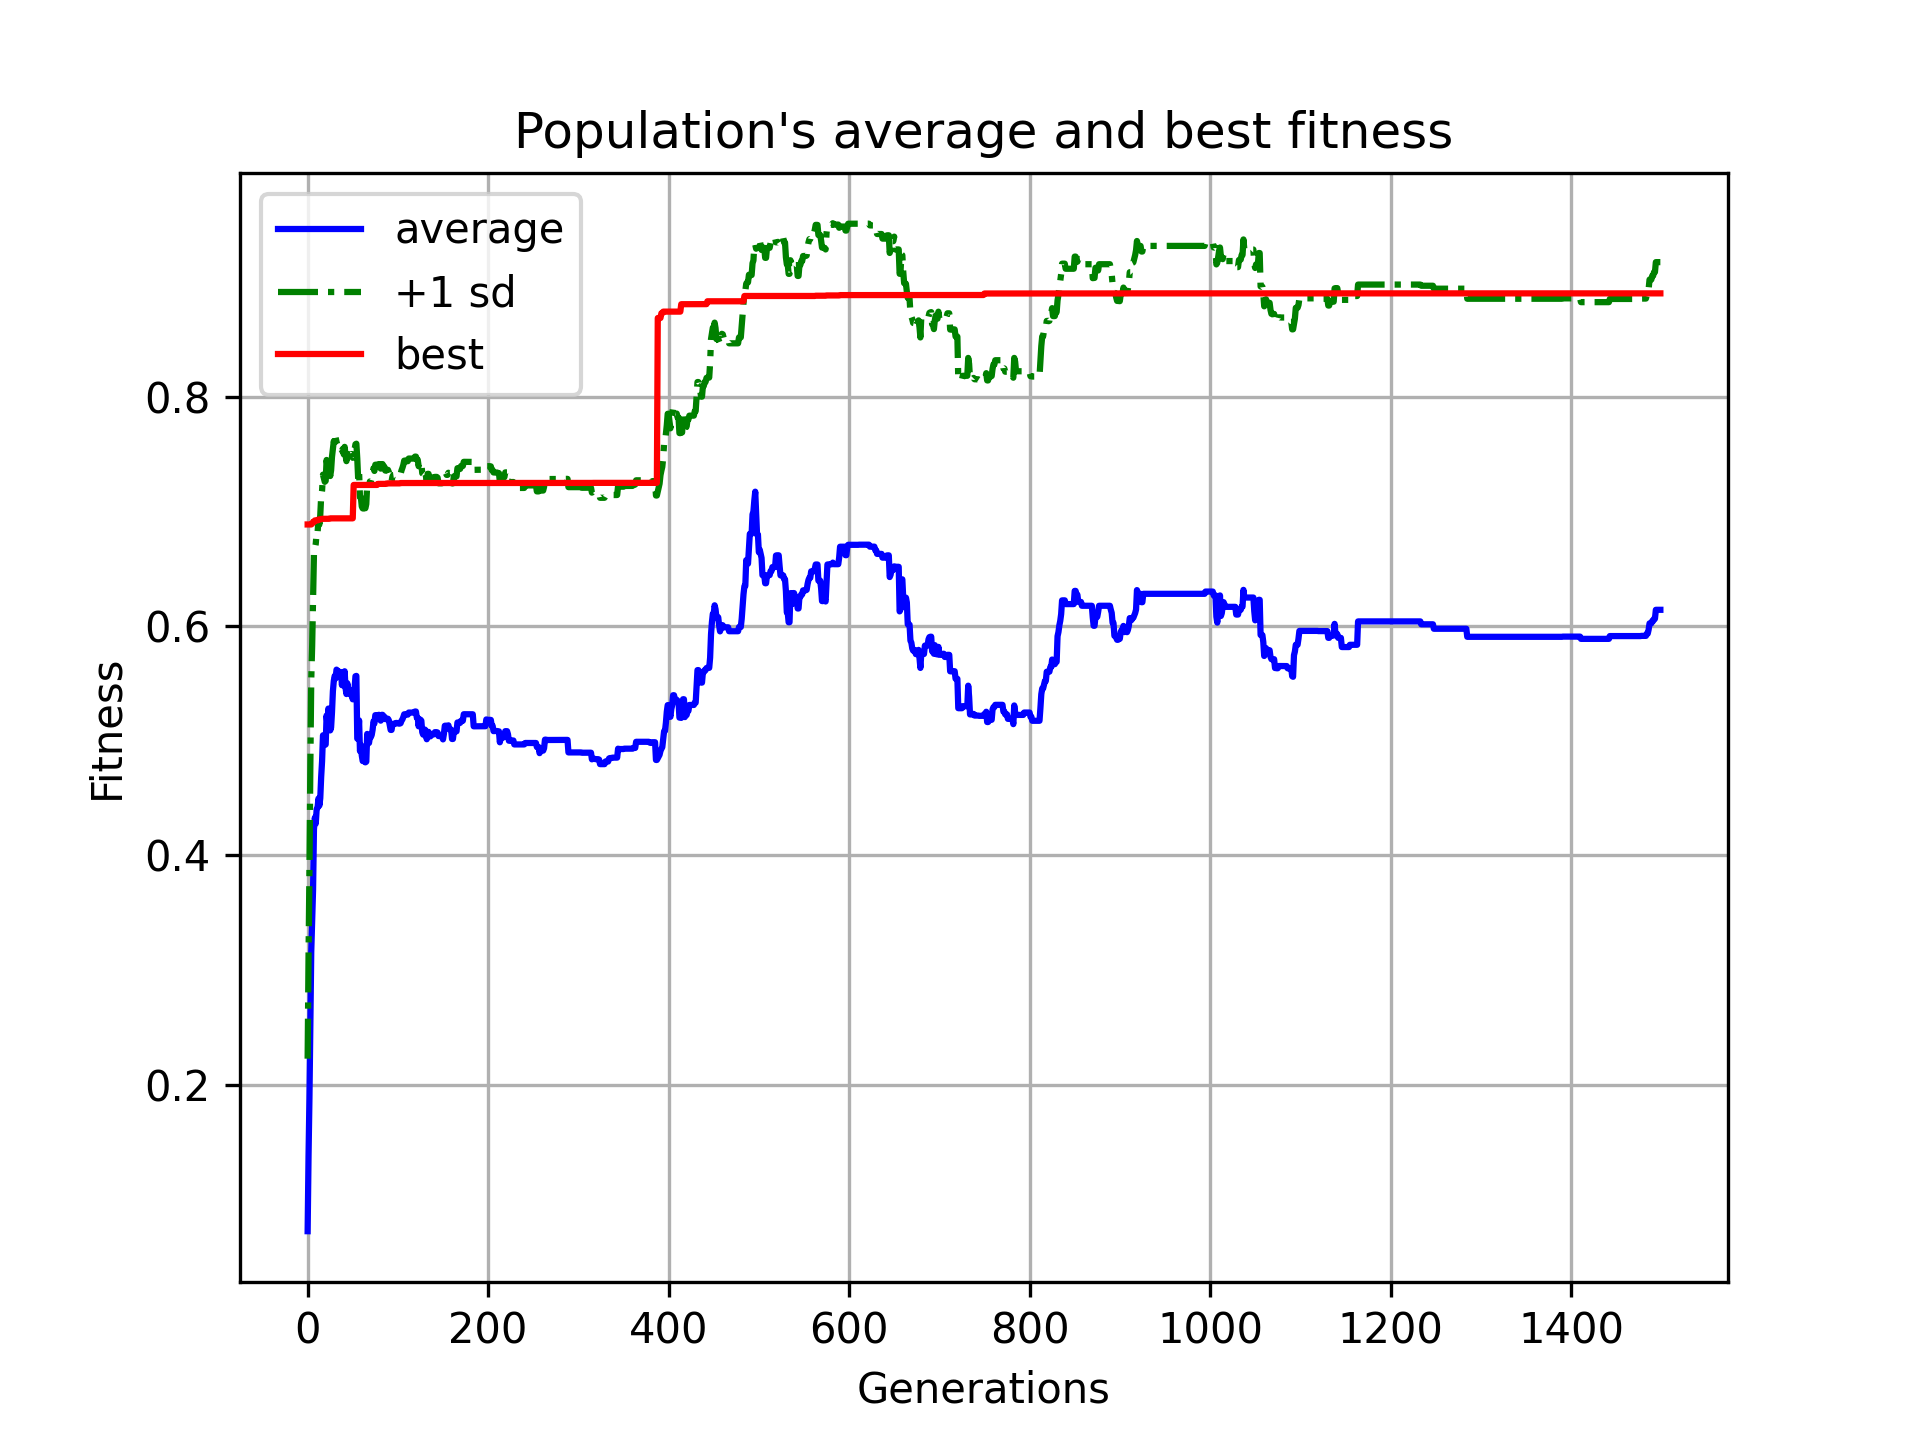 Population's average and best fitness
average
+1 sd
best
Fitness
0.8
0.6
0.4
0.2
0 200 400 600 800 1000 1200 1400
Generations